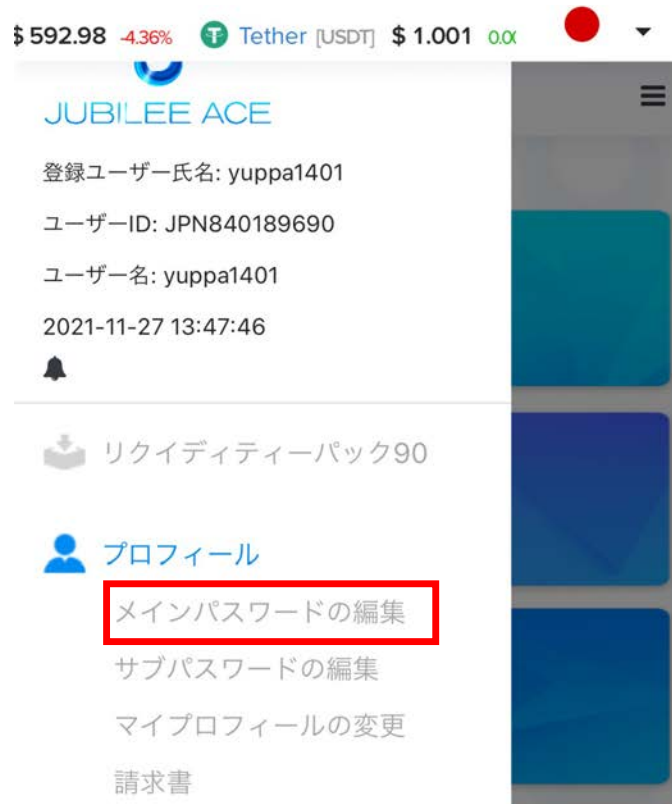 $ 592.98 -4.36% Tether [USDT] $ 1.001 0.00
JUBILEE ACE
登録ユーザー氏名: yuppa1401
ユーザーID: JPN840189690
ユーザー名: yuppa1401
2021-11-27 13:47:46
リクイディティーパック90
プロフィール
メインパスワードの編集
サブパスワードの編集
マイプロフィールの変更
請求書